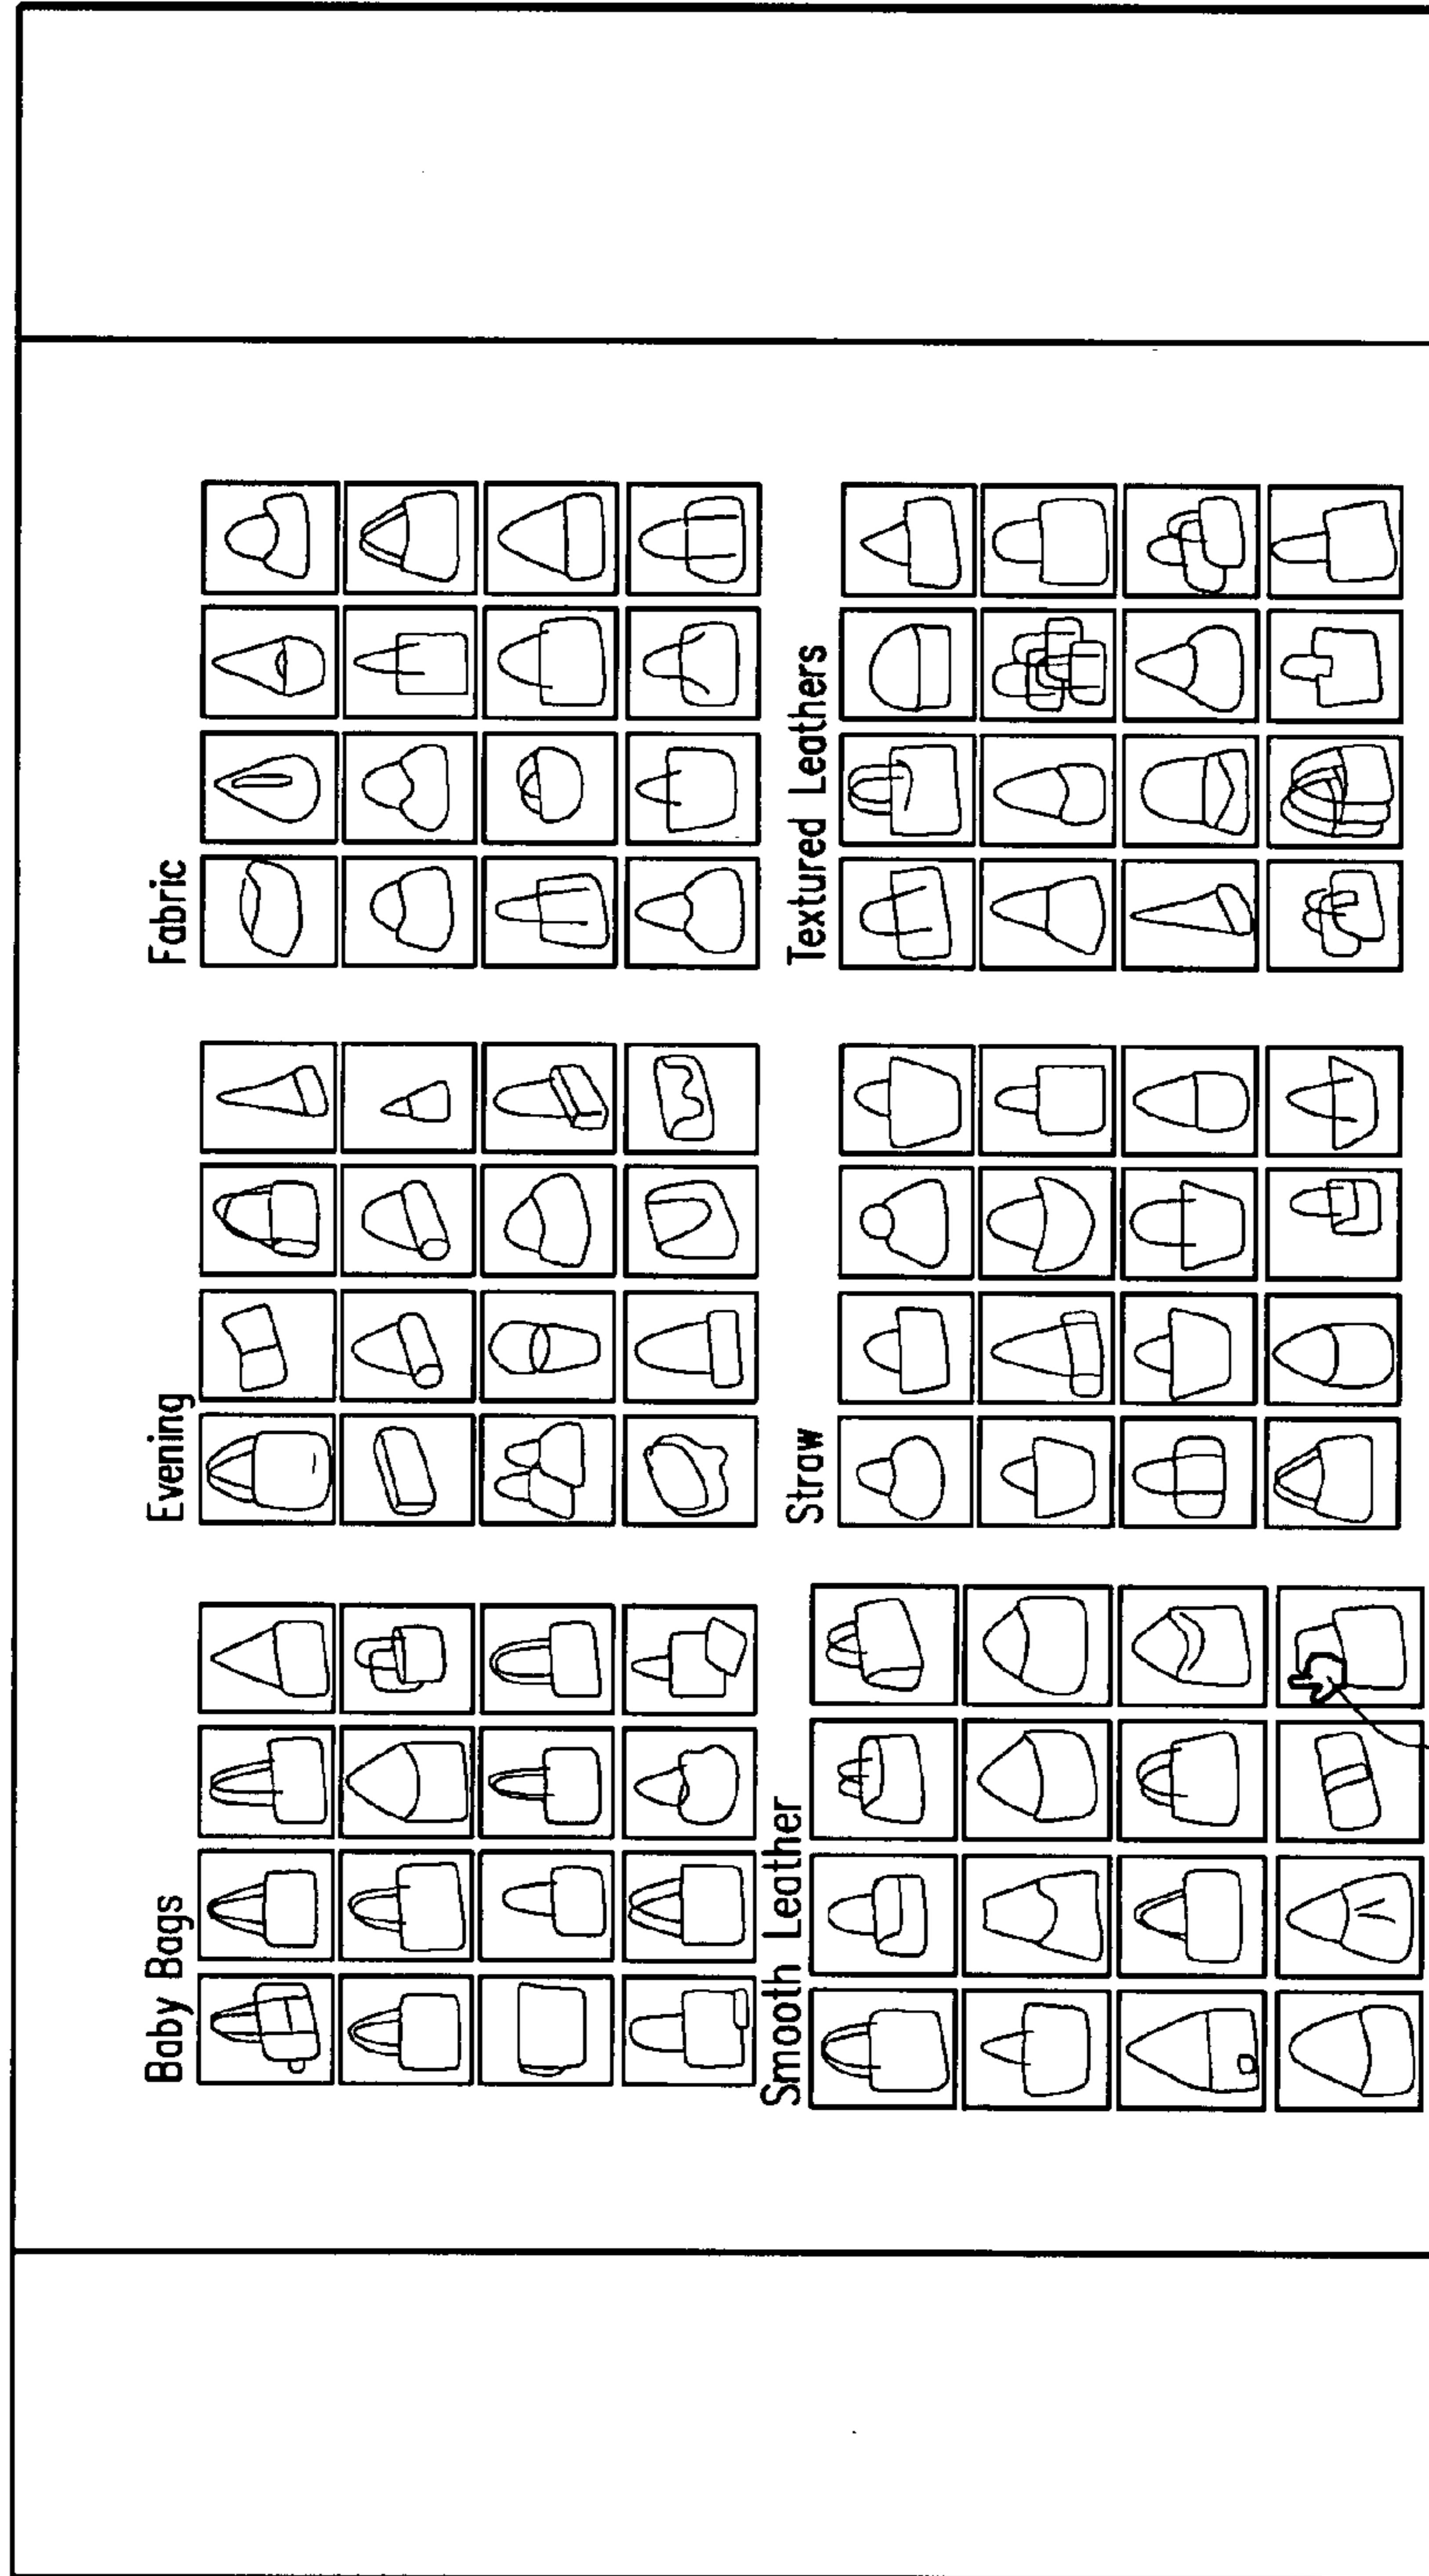 Baby Bags
Evening
Fabric
Smooth Leather
Straw
Textured Leathers